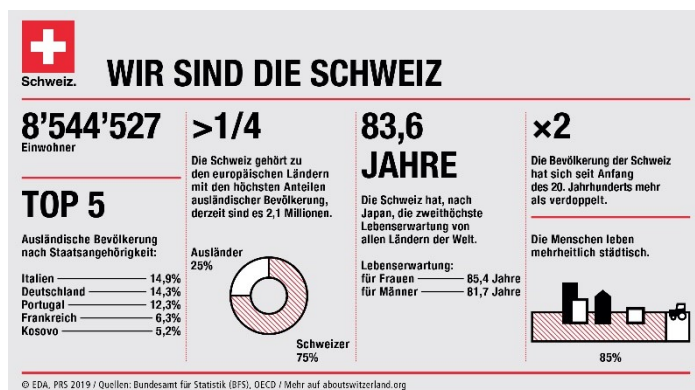 Schweiz.
WIR SIND DIE SCHWEIZ
8’544’527
Einwohner
TOP 5
Ausländische Bevölkerung
nach Staatsangehörigkeit:
Italien 14,9%
Deutschland 14,3%
Portugal 12,3%
Frankreich 6,3%
Kosovo 5,2%
>1/4
Die Schweiz gehört zu
den europäischen Ländern
mit den höchsten Anteilen
ausländischer Bevölkerung,
derzeit sind es 2,1 Millionen.
Ausländer
25%
Schweizer
75%
83,6
JAHRE
Die Schweiz hat, nach
Japan, die zweithöchste
Lebenserwartung von
allen Ländern der Welt.
Lebenserwartung:
für Frauen 85,4 Jahre
für Männer 81,7 Jahre
×2
Die Bevölkerung der Schweiz
hat sich seit Anfang
des 20. Jahrhunderts mehr
als verdoppelt.
Die Menschen leben
mehrheitlich städtisch.
85%
© EDA, PRS 2019 / Quellen: Bundesamt für Statistik (BFS), OECD / Mehr auf aboutswitzerland.org